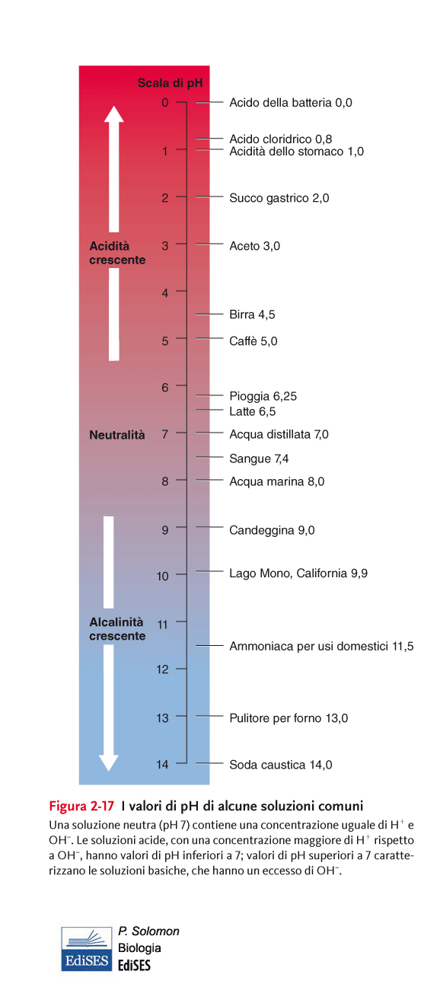 Scala di pH
0
Acido della batteria 0,0
Acido cloridrico 0,8
1
Acidità dello stomaco 1,0
2
Succo gastrico 2,0
Acidità
crescente
3
Aceto 3,0
4
Birra 4,5
5
Caffè 5,0
6
Pioggia 6,25
Latte 6,5
Neutralità
7
Acqua distillata 7,0
Sangue 7,4
8
Acqua marina 8,0
9
Candeggina 9,0
10
Lago Mono, California 9,9
Alcalinità
crescente
11
Ammoniaca per usi domestici 11,5
12
13
Pulitore per forno 13,0
14
Soda caustica 14,0
Figura 2-17 I valori di pH di alcune soluzioni comuni
Una soluzione neutra (pH 7) contiene una concentrazione uguale di H⁺ e
OH⁻. Le soluzioni acide, con una concentrazione maggiore di H⁺ rispetto
a OH⁻, hanno valori di pH inferiori a 7; valori di pH superiori a 7 caratte-
rizzano le soluzioni basiche, che hanno un eccesso di OH⁻.
EdiSES
P. Solomon
Biologia
EdiSES